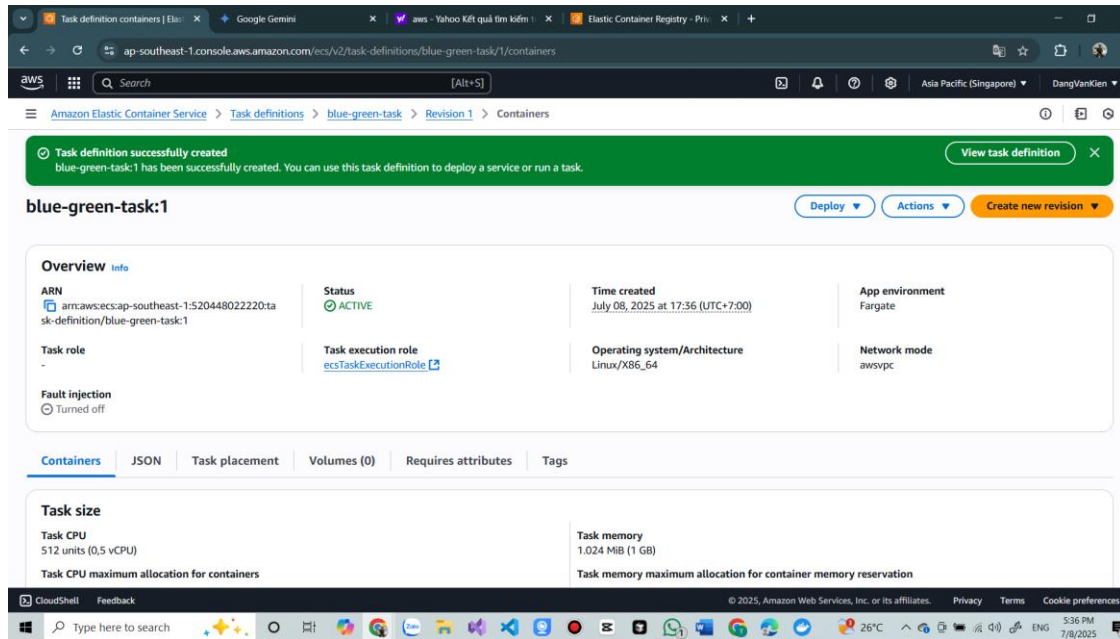 Task definition containers | Elas
Google Gemini
aws - Yahoo Kết quả tìm kiếm t
Elastic Container Registry - Priv
ap-southeast-1.console.aws.amazon.com/ecs/v2/task-definitions/blue-green-task/1/containers
aws
Search
[Alt+S]
Asia Pacific (Singapore)
DangVanKien
Amazon Elastic Container Service > Task definitions > blue-green-task > Revision 1 > Containers
Task definition successfully created
blue-green-task:1 has been successfully created. You can use this task definition to deploy a service or run a task.
View task definition
blue-green-task:1
Deploy
Actions
Create new revision
Overview Info
ARN
arn:aws:ecs:ap-southeast-1:520448022220:ta
sk-definition/blue-green-task:1
Status
ACTIVE
Time created
July 08, 2025 at 17:36 (UTC+7:00)
App environment
Fargate
Task role
-
Task execution role
ecsTaskExecutionRole
Operating system/Architecture
Linux/X86_64
Network mode
awsvpc
Fault injection
Turned off
Containers
JSON
Task placement
Volumes (0)
Requires attributes
Tags
Task size
Task CPU
512 units (0,5 vCPU)
Task memory
1.024 MiB (1 GB)
Task CPU maximum allocation for containers
Task memory maximum allocation for container memory reservation
CloudShell
Feedback
© 2025, Amazon Web Services, Inc. or its affiliates.
Privacy
Terms
Cookie preferences
Type here to search
Zalo
26°C
ENG
5:36 PM
7/8/2025